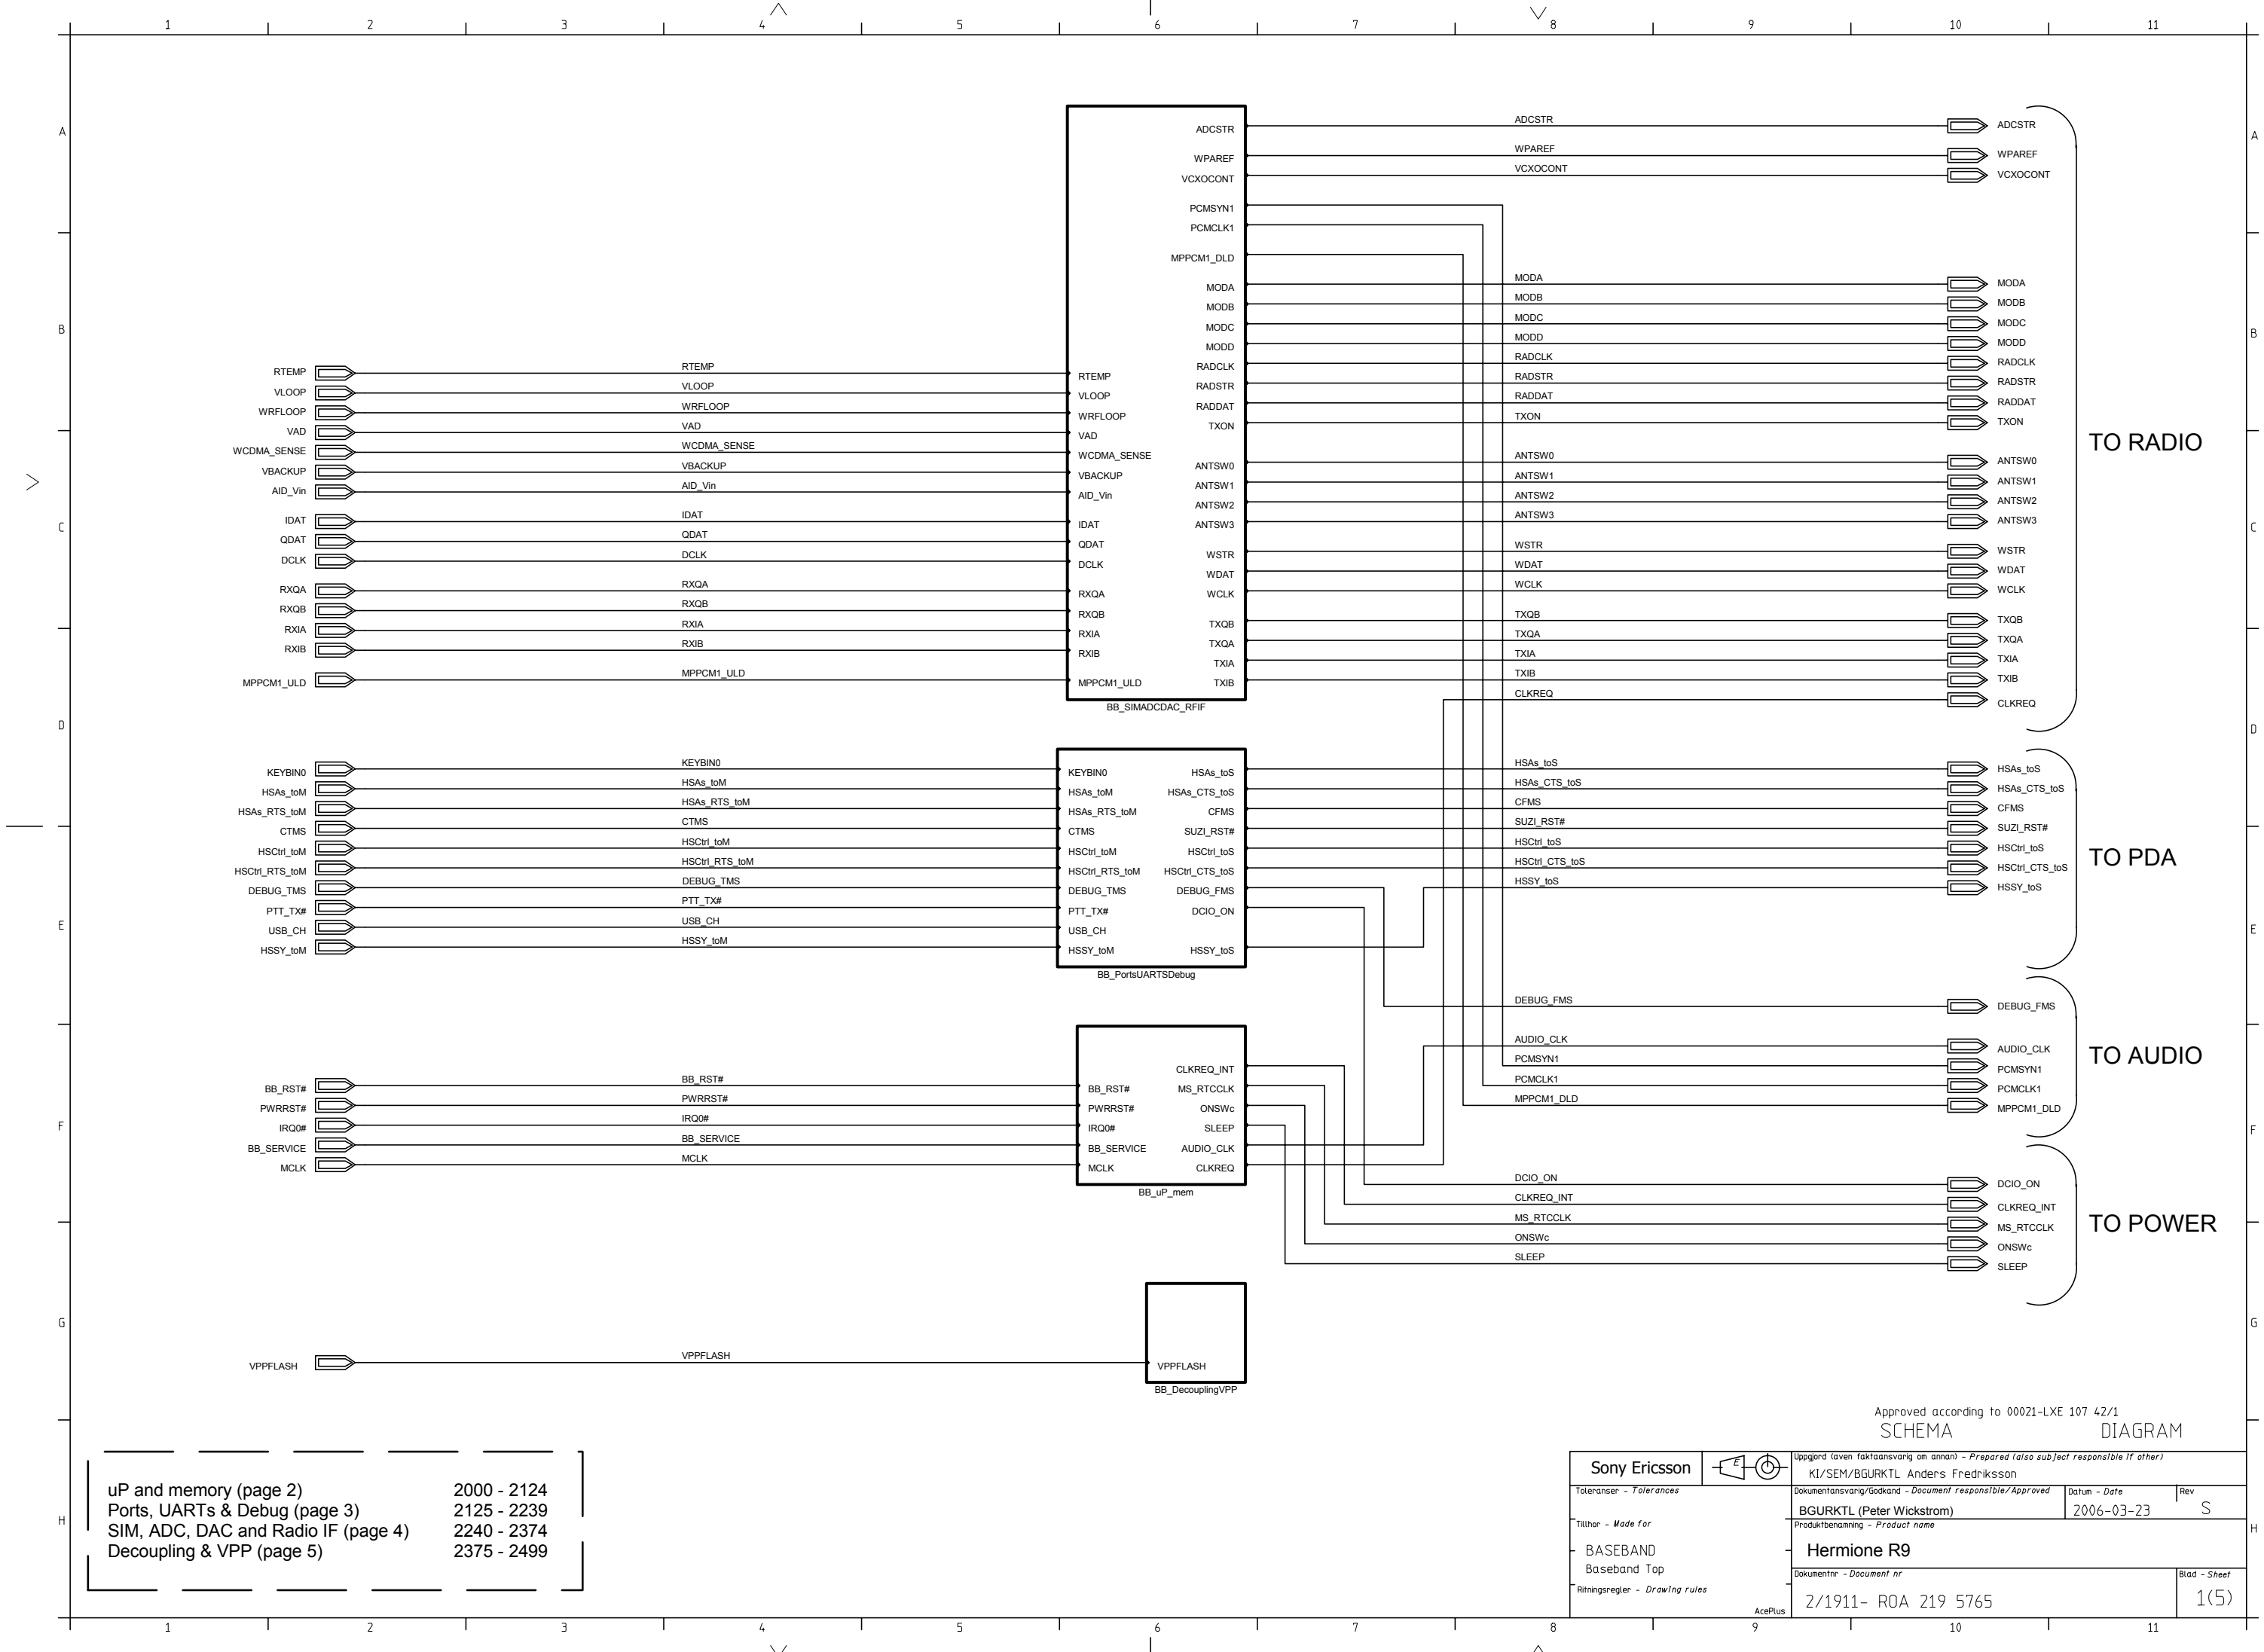 1 2 3 4 5 6 7 8 9 10 11
A A
B B
C C
D D
E E
F F
G G
H H
RTEMP RTEMP RTEMP
VLOOP VLOOP VLOOP
WRFLOOP WRFLOOP WRFLOOP
VAD VAD VAD
WCDMA_SENSE WCDMA_SENSE WCDMA_SENSE
VBACKUP VBACKUP VBACKUP
AID_Vin AID_Vin AID_Vin
IDAT IDAT IDAT
QDAT QDAT QDAT
DCLK DCLK DCLK
RXQA RXQA RXQA
RXQB RXQB RXQB
RXIA RXIA RXIA
RXIB RXIB RXIB
MPPCM1_ULD MPPCM1_ULD MPPCM1_ULD
ADCSTR ADCSTR ADCSTR
WPAREF WPAREF WPAREF
VCXOCONT VCXOCONT VCXOCONT
PCMSYN1
PCMCLK1
MPPCM1_DLD
MODA MODA MODA
MODB MODB MODB
MODC MODC MODC
MODD MODD MODD
RADCLK RADCLK RADCLK
RADSTR RADSTR RADSTR
RADDAT RADDAT RADDAT
TXON TXON TXON
ANTSW0 ANTSW0 ANTSW0
ANTSW1 ANTSW1 ANTSW1
ANTSW2 ANTSW2 ANTSW2
ANTSW3 ANTSW3 ANTSW3
WSTR WSTR WSTR
WDAT WDAT WDAT
WCLK WCLK WCLK
TXQB TXQB TXQB
TXQA TXQA TXQA
TXIA TXIA TXIA
TXIB TXIB TXIB
CLKREQ CLKREQ
BB_SIMADCDAC_RFIF
TO RADIO
KEYBIN0 KEYBIN0 KEYBIN0
HSAs_toM HSAs_toM HSAs_toM
HSAs_RTS_toM HSAs_RTS_toM HSAs_RTS_toM
CTMS CTMS CTMS
HSCtrl_toM HSCtrl_toM HSCtrl_toM
HSCtrl_RTS_toM HSCtrl_RTS_toM HSCtrl_RTS_toM
DEBUG_TMS DEBUG_TMS DEBUG_TMS
PTT_TX# PTT_TX# PTT_TX#
USB_CH USB_CH USB_CH
HSSY_toM HSSY_toM HSSY_toM
HSAs_toS HSAs_toS HSAs_toS
HSAs_CTS_toS HSAs_CTS_toS HSAs_CTS_toS
CFMS CFMS CFMS
SUZI_RST# SUZI_RST# SUZI_RST#
HSCtrl_toS HSCtrl_toS HSCtrl_toS
HSCtrl_CTS_toS HSCtrl_CTS_toS HSCtrl_CTS_toS
DEBUG_FMS HSSY_toS HSSY_toS
DCIO_ON
HSSY_toS
BB_PortsUARTSDebug
TO PDA
DEBUG_FMS DEBUG_FMS
AUDIO_CLK AUDIO_CLK
PCMSYN1 PCMSYN1
PCMCLK1 PCMCLK1
MPPCM1_DLD MPPCM1_DLD
TO AUDIO
BB_RST# BB_RST# BB_RST#
PWRRST# PWRRST# PWRRST#
IRQ0# IRQ0# IRQ0#
BB_SERVICE BB_SERVICE BB_SERVICE
MCLK MCLK MCLK
CLKREQ_INT
MS_RTCCLK
ONSWc
SLEEP
AUDIO_CLK
CLKREQ
BB_uP_mem
DCIO_ON DCIO_ON
CLKREQ_INT CLKREQ_INT
MS_RTCCLK MS_RTCCLK
ONSWc ONSWc
SLEEP SLEEP
TO POWER
VPPFLASH VPPFLASH VPPFLASH
BB_DecouplingVPP
uP and memory (page 2) 2000 - 2124
Ports, UARTs & Debug (page 3) 2125 - 2239
SIM, ADC, DAC and Radio IF (page 4) 2240 - 2374
Decoupling & VPP (page 5) 2375 - 2499
Approved according to 00021-LXE 107 42/1
SCHEMA DIAGRAM
Sony Ericsson E
Uppgjord (aven faktaansvarig om annan) - Prepared (also subject responsible if other)
KI/SEM/BGURKTL Anders Fredriksson
Toleranser - Tolerances
Dokumentansvarig/Godkand - Document responsible/Approved Datum - Date Rev
BGURKTL (Peter Wickstrom) 2006-03-23 S
Tillhor - Made for
Produktbenamning - Product name
BASEBAND
Baseband Top
Hermione R9
Ritningsregler - Drawing rules
AcePlus
Dokumentnr - Document nr Blad - Sheet
2/1911- ROA 219 5765 1(5)
1 2 3 4 5 6 7 8 9 10 11